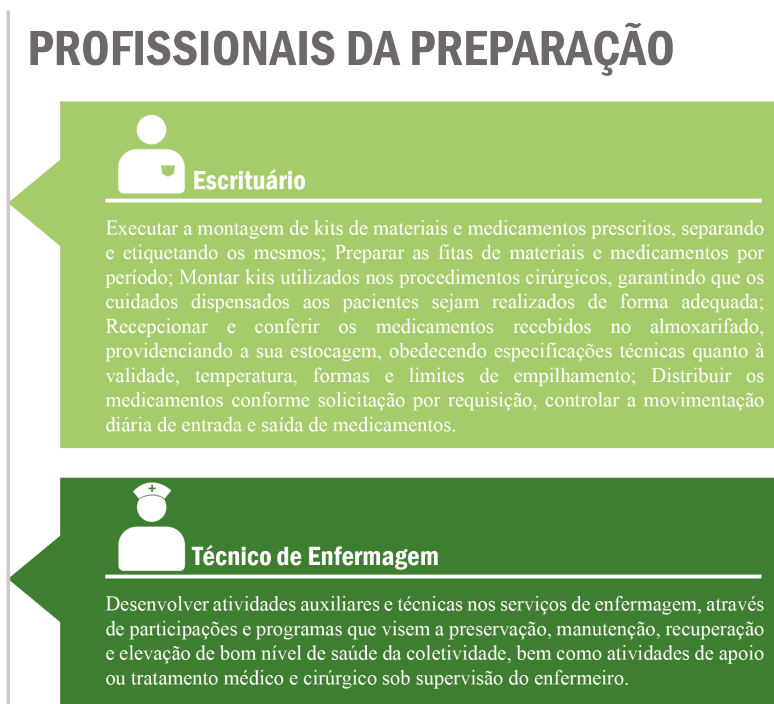 PROFISSIONAIS DA PREPARAÇÃO
Escrituário
Executar a montagem de kits de materiais e medicamentos prescritos, separando
e etiquetando os mesmos; Preparar as fitas de materiais e medicamentos por
período; Montar kits utilizados nos procedimentos cirúrgicos, garantindo que os
cuidados dispensados aos pacientes sejam realizados de forma adequada;
Recepcionar e conferir os medicamentos recebidos no almoxarifado,
providenciando a sua estocagem, obedecendo especificações técnicas quanto à
validade, temperatura, formas e limites de empilhamento; Distribuir os
medicamentos conforme solicitação por requisição, controlar a movimentação
diária de entrada e saída de medicamentos.
Técnico de Enfermagem
Desenvolver atividades auxiliares e técnicas nos serviços de enfermagem, através
de participações e programas que visem a preservação, manutenção, recuperação
e elevação de bom nível de saúde da coletividade, bem como atividades de apoio
ou tratamento médico e cirúrgico sob supervisão do enfermeiro.